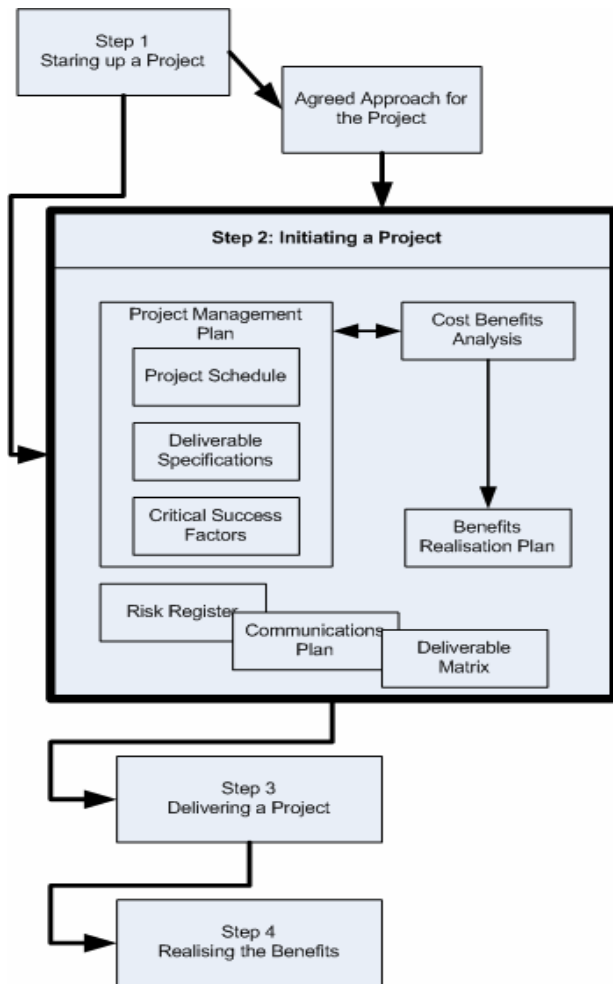 Step 1
Staring up a Project
Agreed Approach for
the Project
Step 2: Initiating a Project
Project Management
Plan
Project Schedule
Deliverable
Specifications
Critical Success
Factors
Cost Benefits
Analysis
Benefits
Realisation Plan
Risk Register
Communications
Plan
Deliverable
Matrix
Step 3
Delivering a Project
Step 4
Realising the Benefits